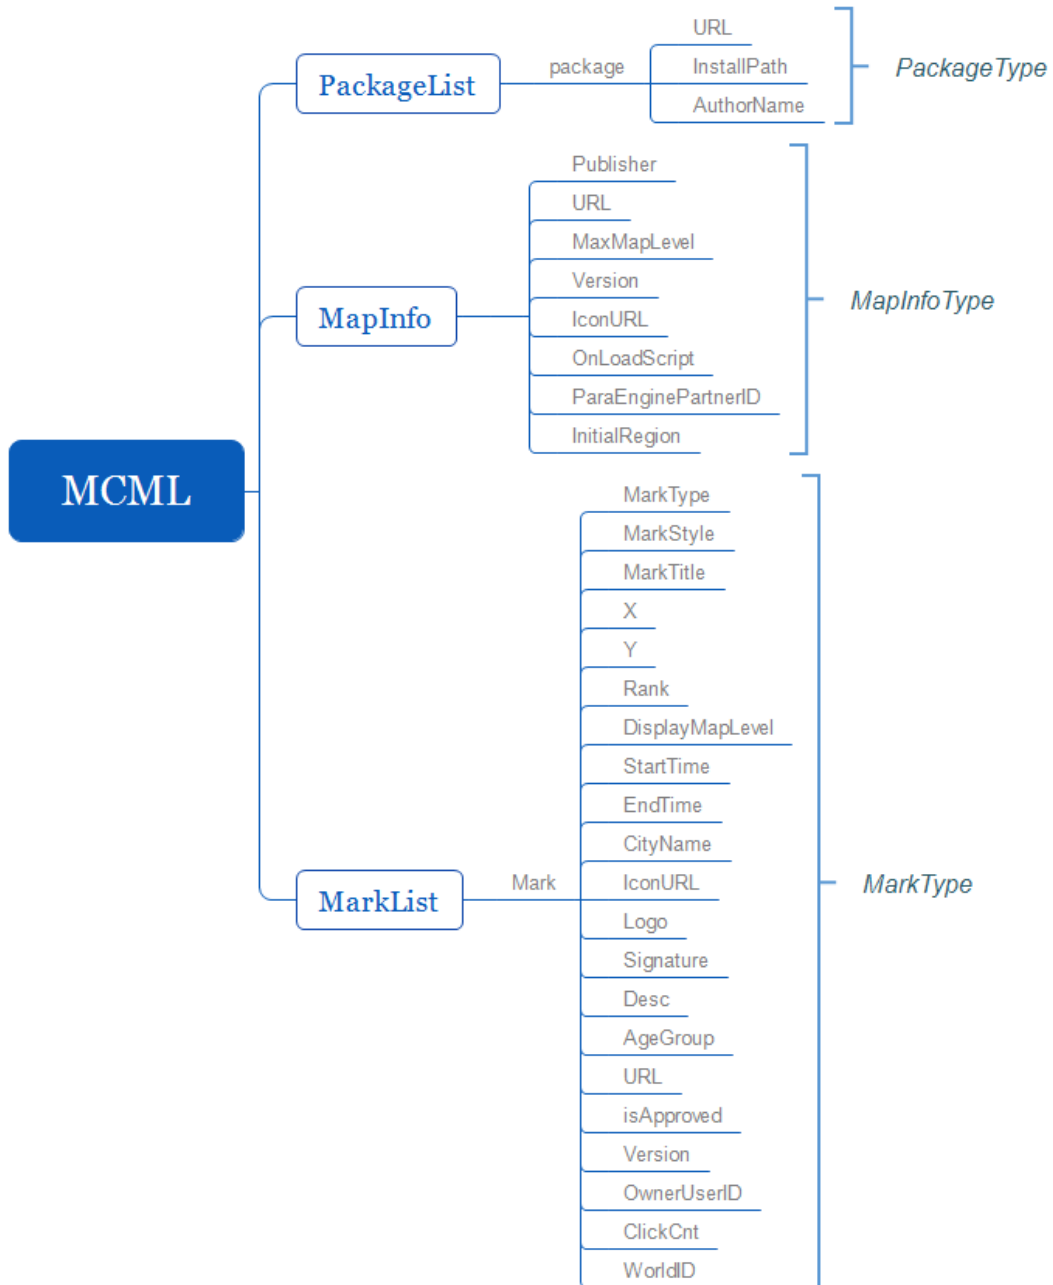 MCML
PackageList
package
URL
InstallPath
AuthorName
PackageType
MapInfo
Publisher
URL
MaxMapLevel
Version
IconURL
OnLoadScript
ParaEnginePartnerID
InitialRegion
MapInfoType
MarkList
Mark
MarkType
MarkStyle
MarkTitle
X
Y
Rank
DisplayMapLevel
StartTime
EndTime
CityName
IconURL
Logo
Signature
Desc
AgeGroup
URL
isApproved
Version
OwnerUserID
ClickCnt
WorldID
MarkType